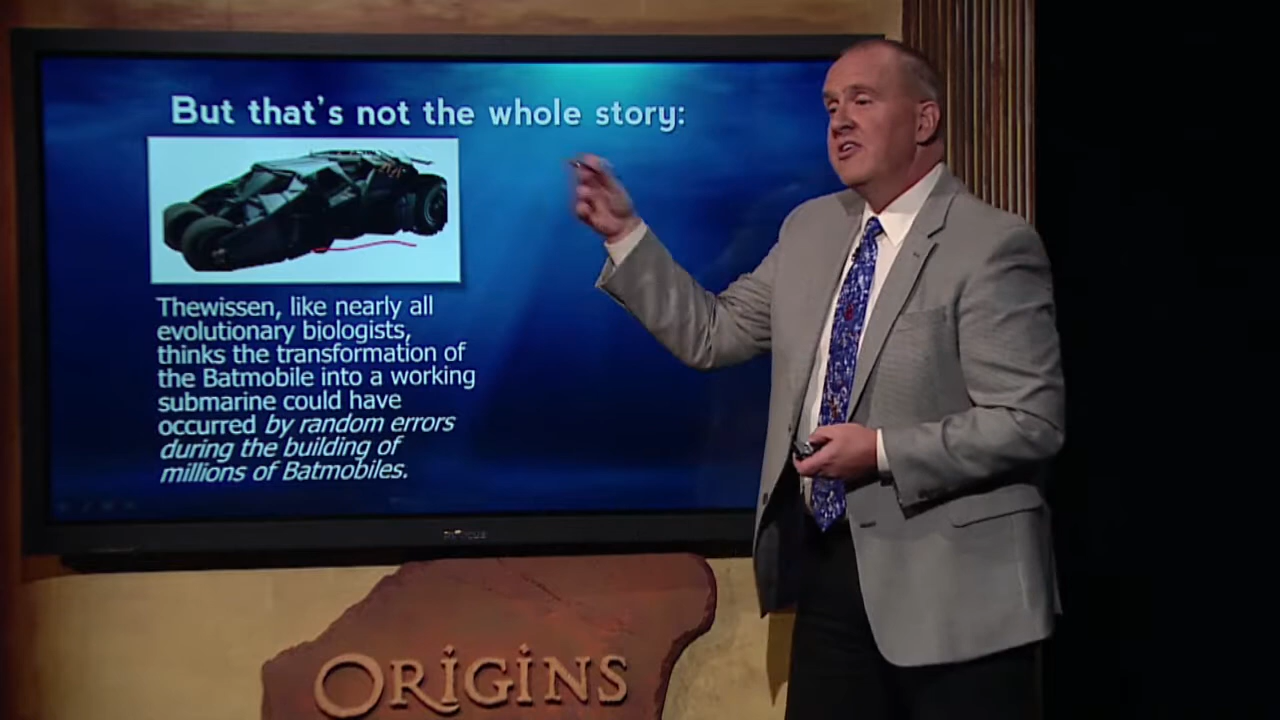 But that's not the whole story:
Thewissen, like nearly all
evolutionary biologists,
thinks the transformation of
the Batmobile into a working
submarine could have
occurred by random errors
during the building of
millions of Batmobiles.
ORiGiNS